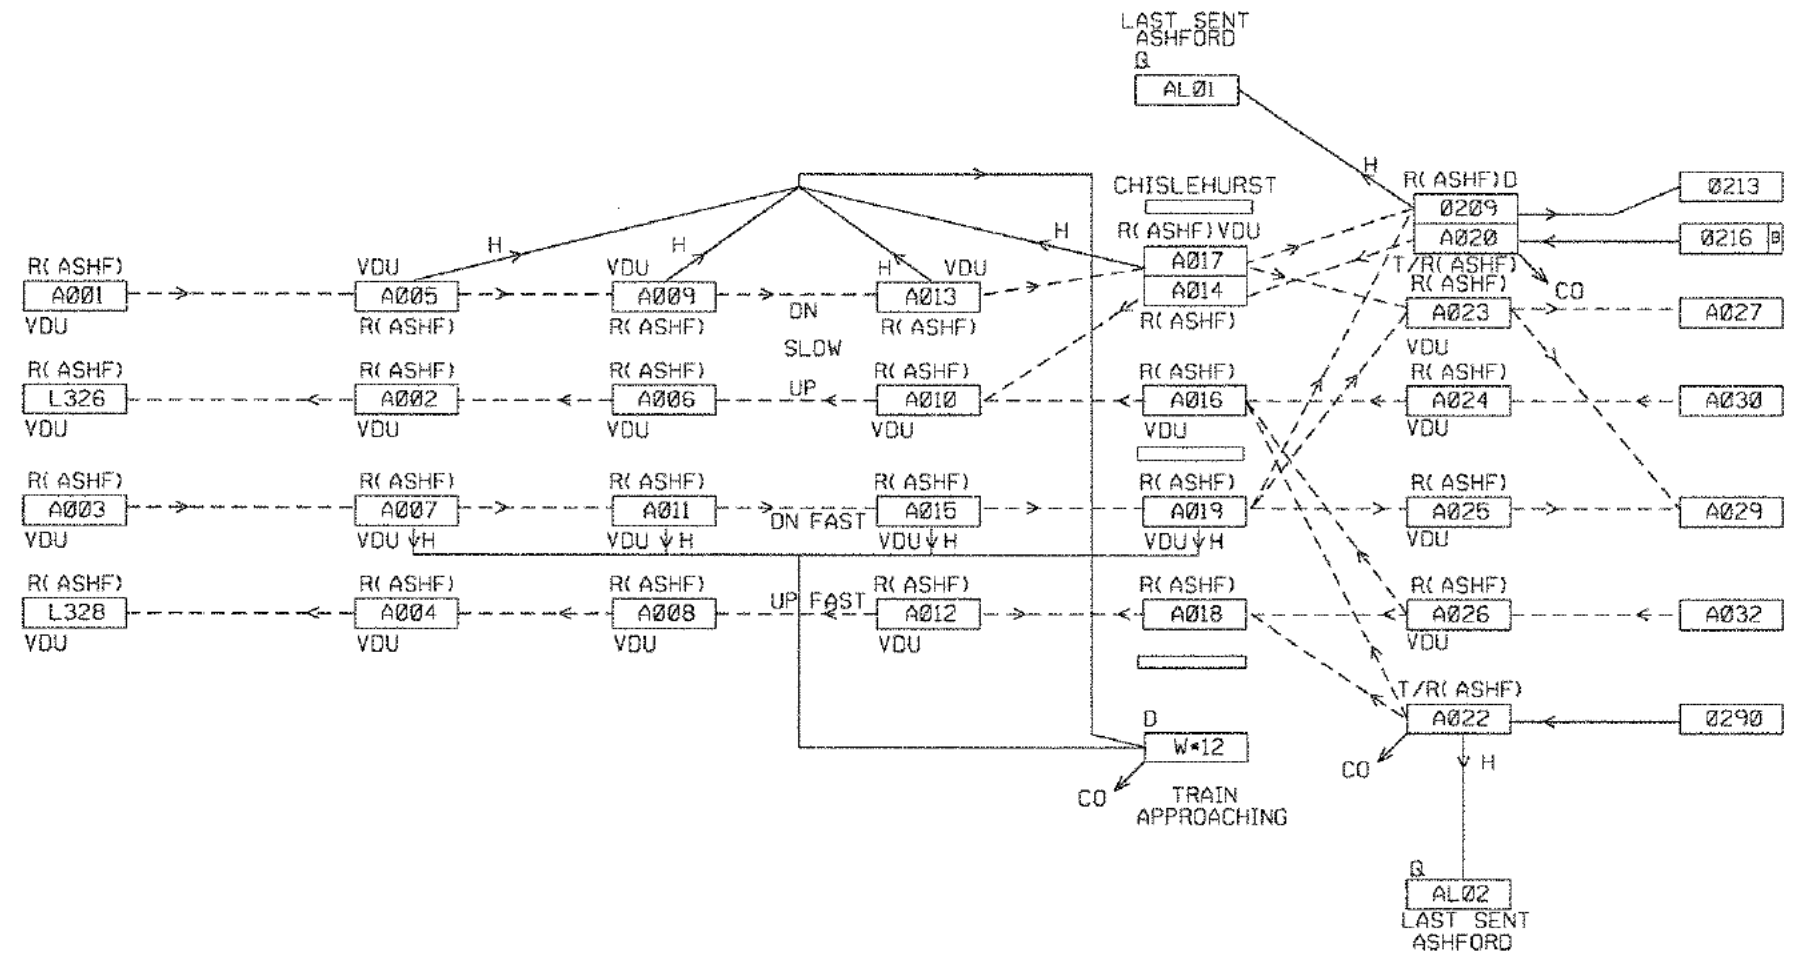 LAST SENT
ASHFORD
Q
ALØ1
H
CHISLEHURST
R(ASHF)D
Ø2Ø9
AØ2Ø
T/R(ASHF)
CO
Ø213
Ø216 B
R(ASHF)VDU
AØ17
AØ14
R(ASHF)
H
H
H
H
R(ASHF)
AØØ1
VDU
VDU
AØØ5
R(ASHF)
VDU
AØØ9
R(ASHF)
DN
VDU
AØ13
R(ASHF)
R(ASHF)
AØ23
VDU
AØ27
SLOW
R(ASHF)
L326
VDU
R(ASHF)
AØØ2
VDU
R(ASHF)
AØØ6
VDU
UP
R(ASHF)
AØ1Ø
VDU
R(ASHF)
AØ16
VDU
R(ASHF)
AØ24
VDU
AØ3Ø
R(ASHF)
AØØ3
VDU
R(ASHF)
AØØ7
VDU H
R(ASHF)
AØ11
VDU H
DN FAST
R(ASHF)
AØ15
VDU H
R(ASHF)
AØ19
VDU H
R(ASHF)
AØ25
VDU
AØ29
R(ASHF)
L328
VDU
R(ASHF)
AØØ4
VDU
R(ASHF)
AØØ8
VDU
UP FAST
R(ASHF)
AØ12
VDU
R(ASHF)
AØ18
R(ASHF)
AØ26
VDU
AØ32
D
W*12
CO
TRAIN
APPROACHING
T/R(ASHF)
AØ22
CO
H
Ø29Ø
Q
ALØ2
LAST SENT
ASHFORD